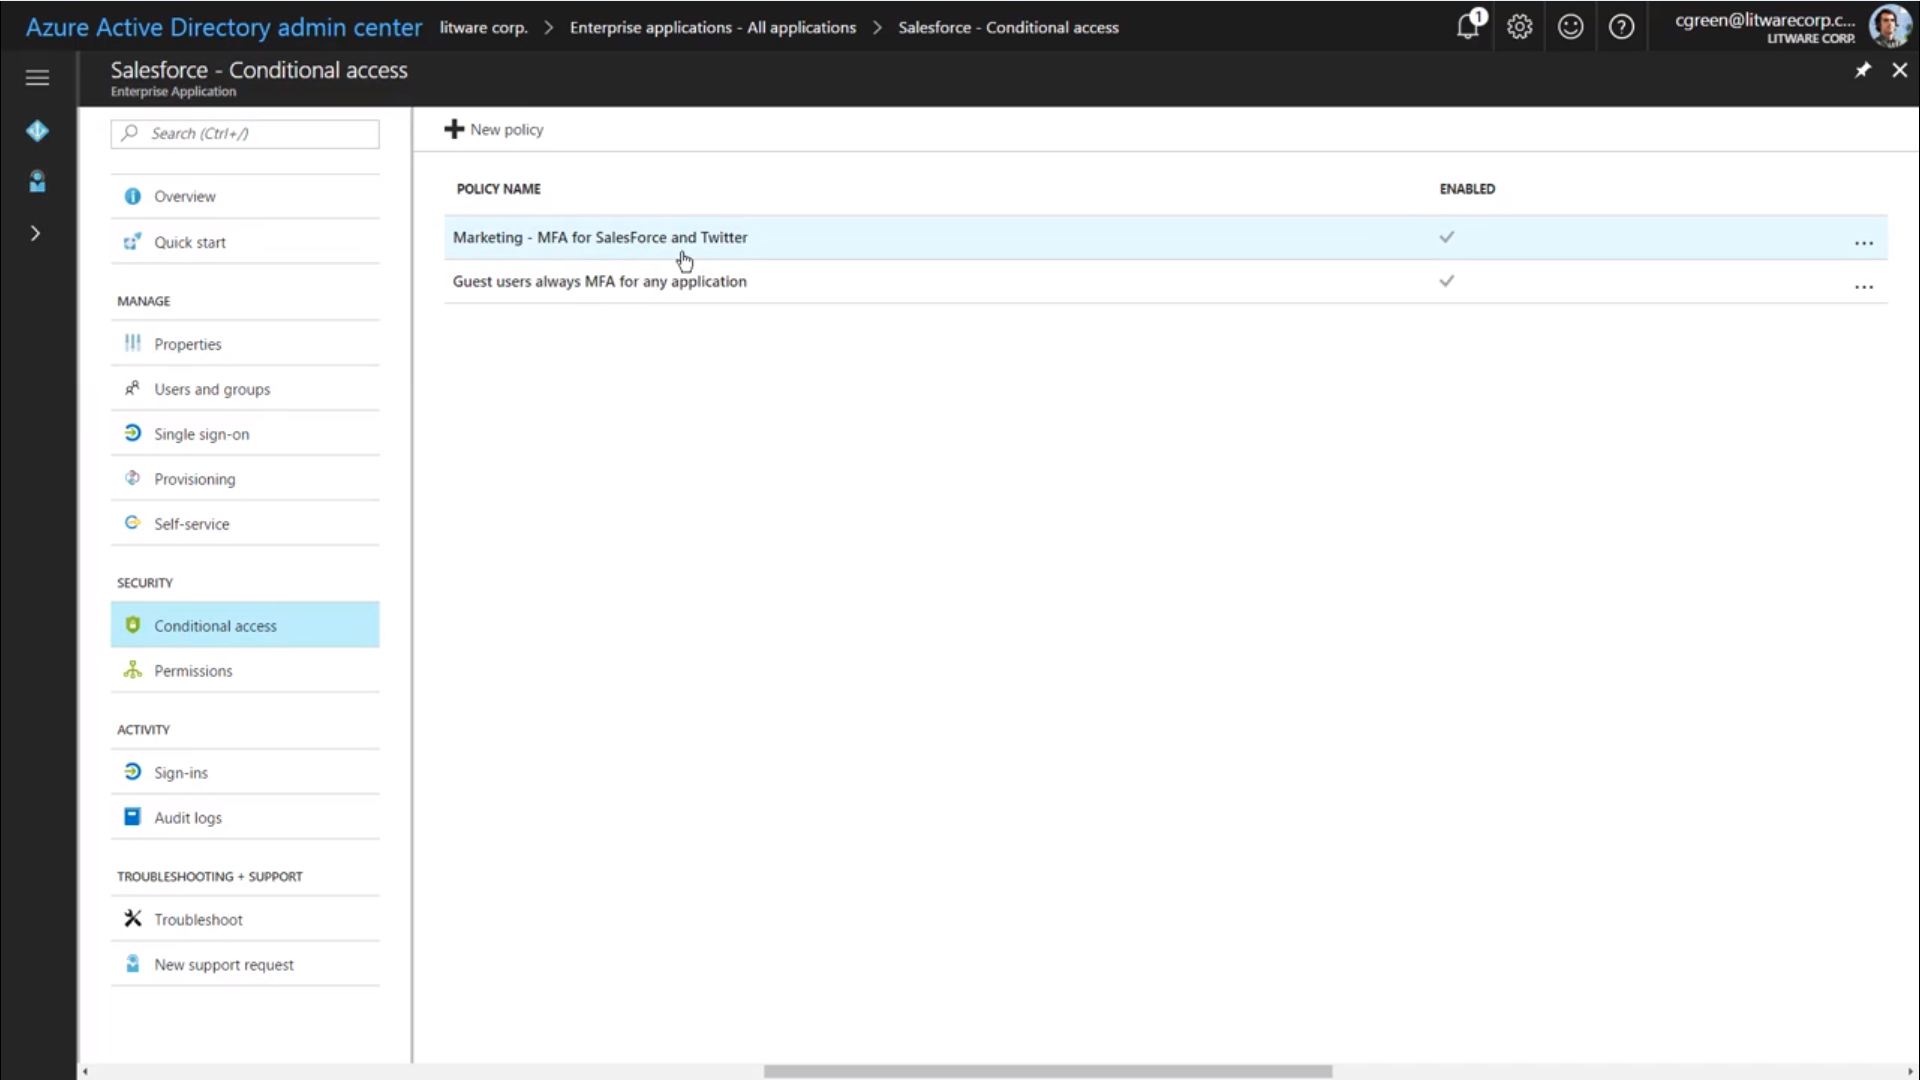 Azure Active Directory admin center
litware corp.
Enterprise applications - All applications
Salesforce - Conditional access
1
cgreen@litwarecorp.c...
LITWARE CORP.
Salesforce - Conditional access
Enterprise Application
Search (Ctrl+/)
Overview
Quick start
MANAGE
Properties
Users and groups
Single sign-on
Provisioning
Self-service
SECURITY
Conditional access
Permissions
ACTIVITY
Sign-ins
Audit logs
TROUBLESHOOTING + SUPPORT
Troubleshoot
New support request
New policy
POLICY NAME
ENABLED
Marketing - MFA for SalesForce and Twitter
...
Guest users always MFA for any application
...